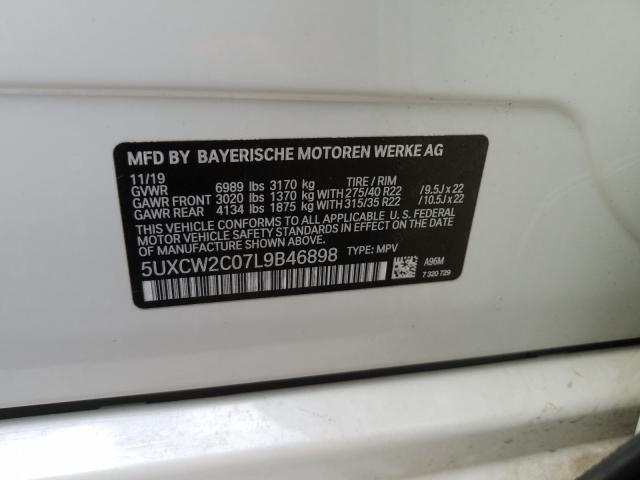 MFD BY BAYERISCHE MOTOREN WERKE AG
11/19 TIRE / RIM
GVWR 6989 lbs 3170 kg
GAWR FRONT 3020 lbs 1370 kg WITH 275/40 R22 / 9.5J x 22
GAWR REAR 4134 lbs 1875 kg WITH 315/35 R22 / 10.5J x 22
THIS VEHICLE CONFORMS TO ALL APPLICABLE U.S. FEDERAL
MOTOR VEHICLE SAFETY STANDARDS IN EFFECT ON THE DATE
OF MANUFACTURE SHOWN ABOVE.
5UXCW2C07L9B46898 TYPE: MPV
A96M
7 320 729